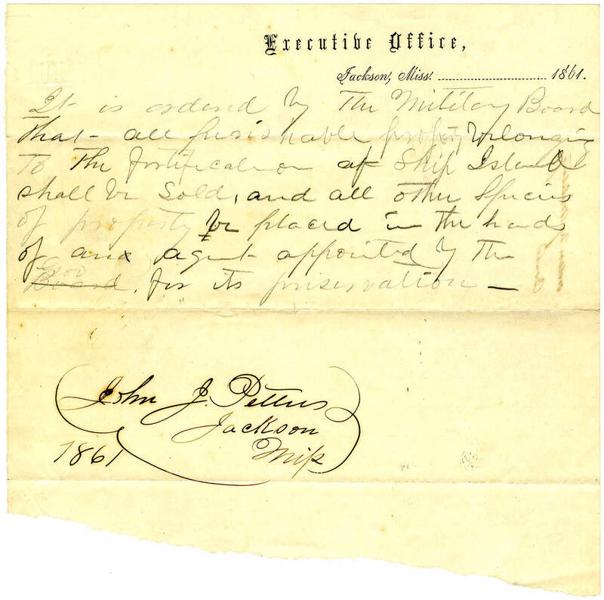 Executive Office,
Jackson, Miss. 1861.
It is ordered by The Military Board
That all perishable property belonging
To The fortification at Ship Island
shall be Sold, and all other Species
of property be placed in the hands
of an agent appointed by the
Gov
Board, for its preservation —
John J. Pettus
Jackson
1861 Miss